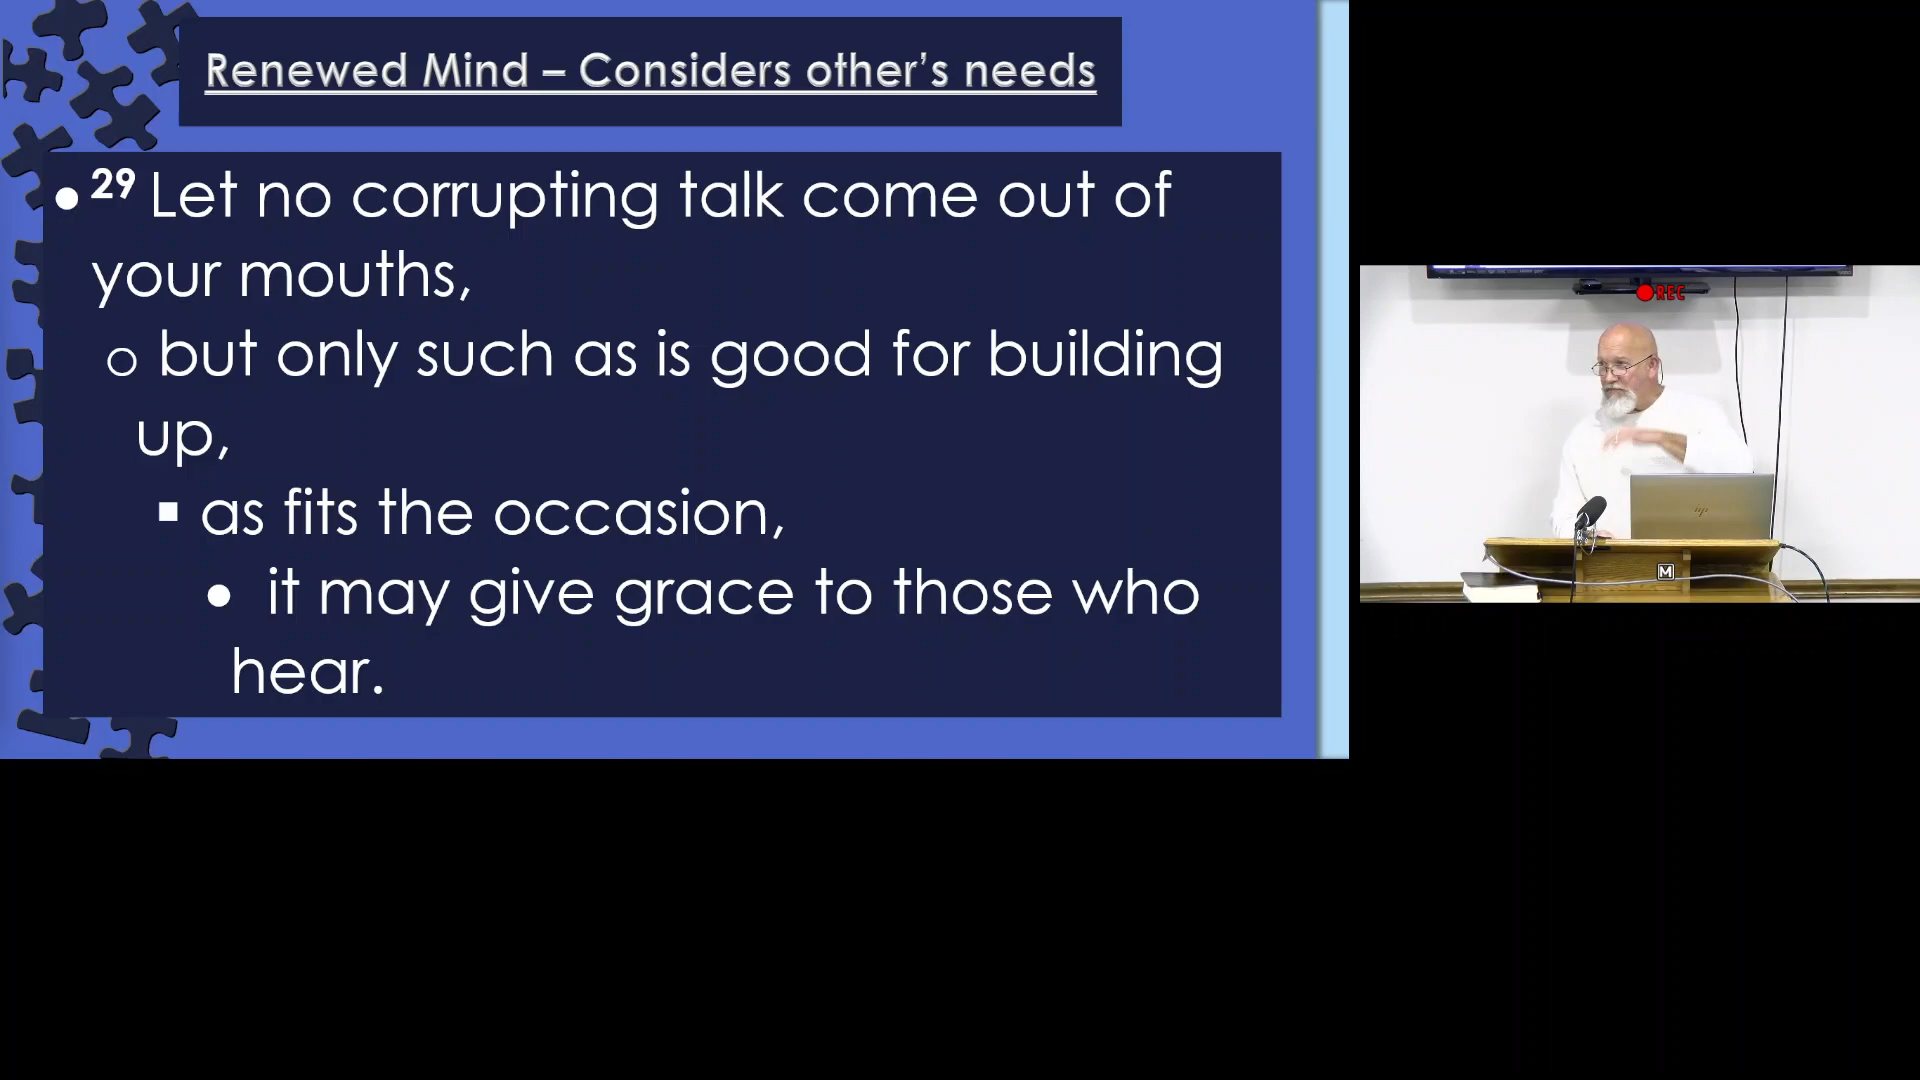 Renewed Mind – Considers other’s needs
• 29 Let no corrupting talk come out of
your mouths,
o but only such as is good for building
up,
▪ as fits the occasion,
• it may give grace to those who
hear.
REC
hp
M